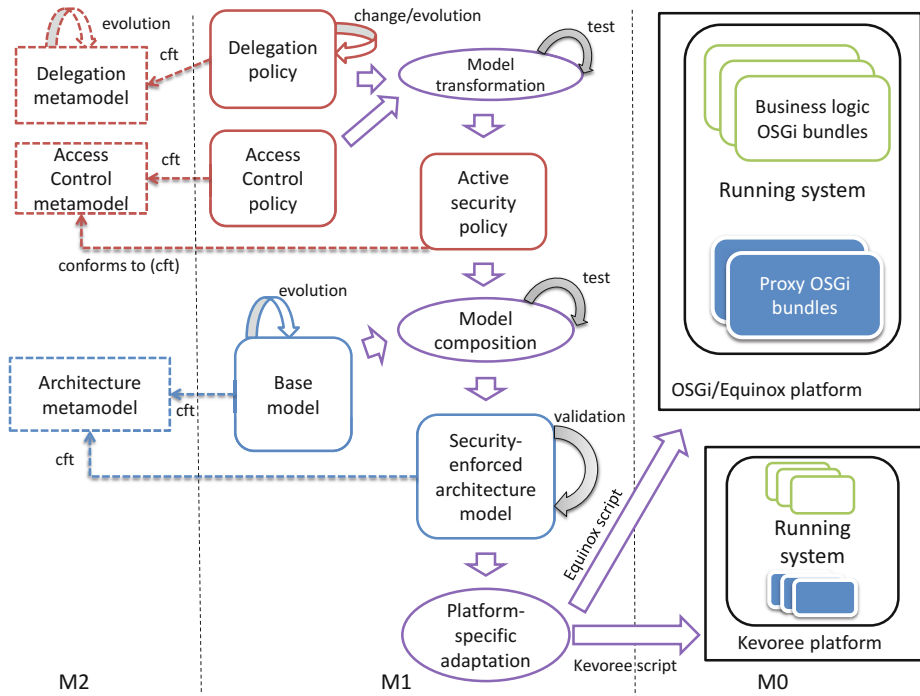 evolution
Delegation
metamodel
cft
Delegation
policy
change/evolution
Model
transformation
test
Access
Control
metamodel
cft
Access
Control
policy
Active
security
policy
conforms to (cft)
evolution
Model
composition
test
Architecture
metamodel
cft
Base
model
cft
Security-
enforced
architecture
model
validation
Platform-
specific
adaptation
Equinox script
Kevoree script
Business logic
OSGi bundles
Running system
Proxy OSGi
bundles
OSGi/Equinox platform
Running
system
Kevoree platform
M2
M1
M0